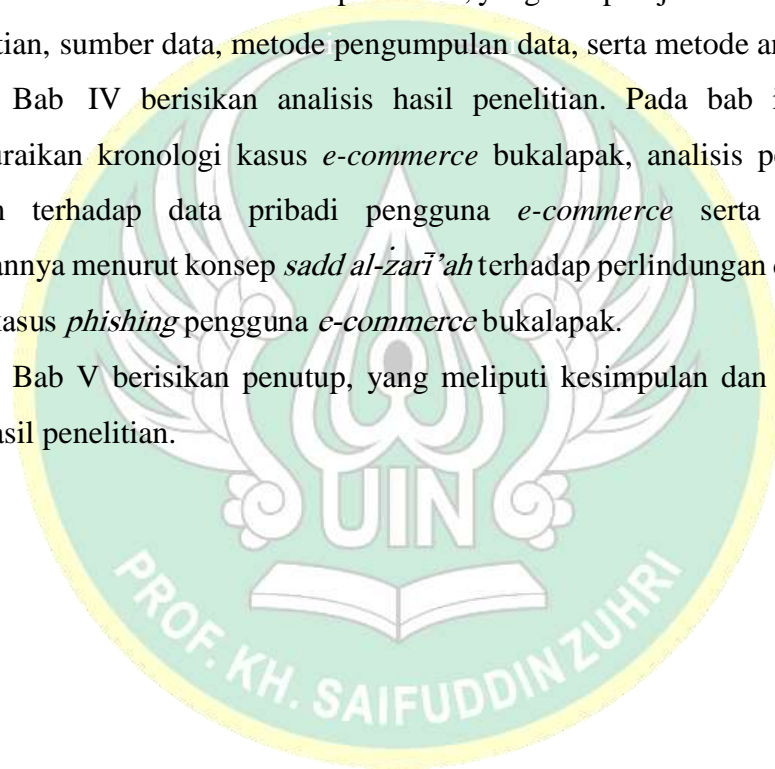 tian, sumber data, metode pengumpulan data, serta metode an
Bab IV berisikan analisis hasil penelitian. Pada bab i
uraikan kronologi kasus e-commerce bukalapak, analisis pe
terhadap data pribadi pengguna e-commerce serta
annya menurut konsep sadd al-żarī’ah terhadap perlindungan
kasus phishing pengguna e-commerce bukalapak.
Bab V berisikan penutup, yang meliputi kesimpulan dan
asil penelitian.
UIN
PROF. KH. SAIFUDDIN ZUHRI